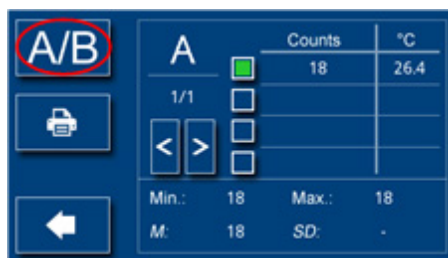 A/B
A
Counts °C
18 26.4
1/1
< >
Min.: 18 Max.: 18
M: 18 SD: -